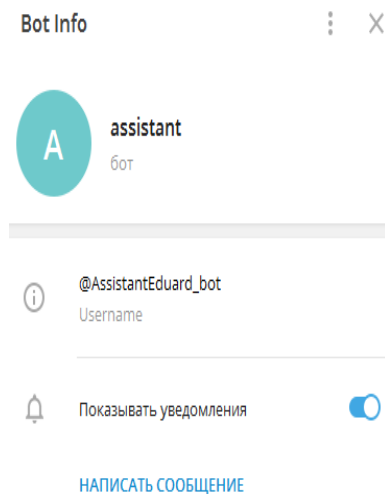 Bot Info
A
assistant
бот
@AssistantEduard_bot
Username
Показывать уведомления
НАПИСАТЬ СООБЩЕНИЕ